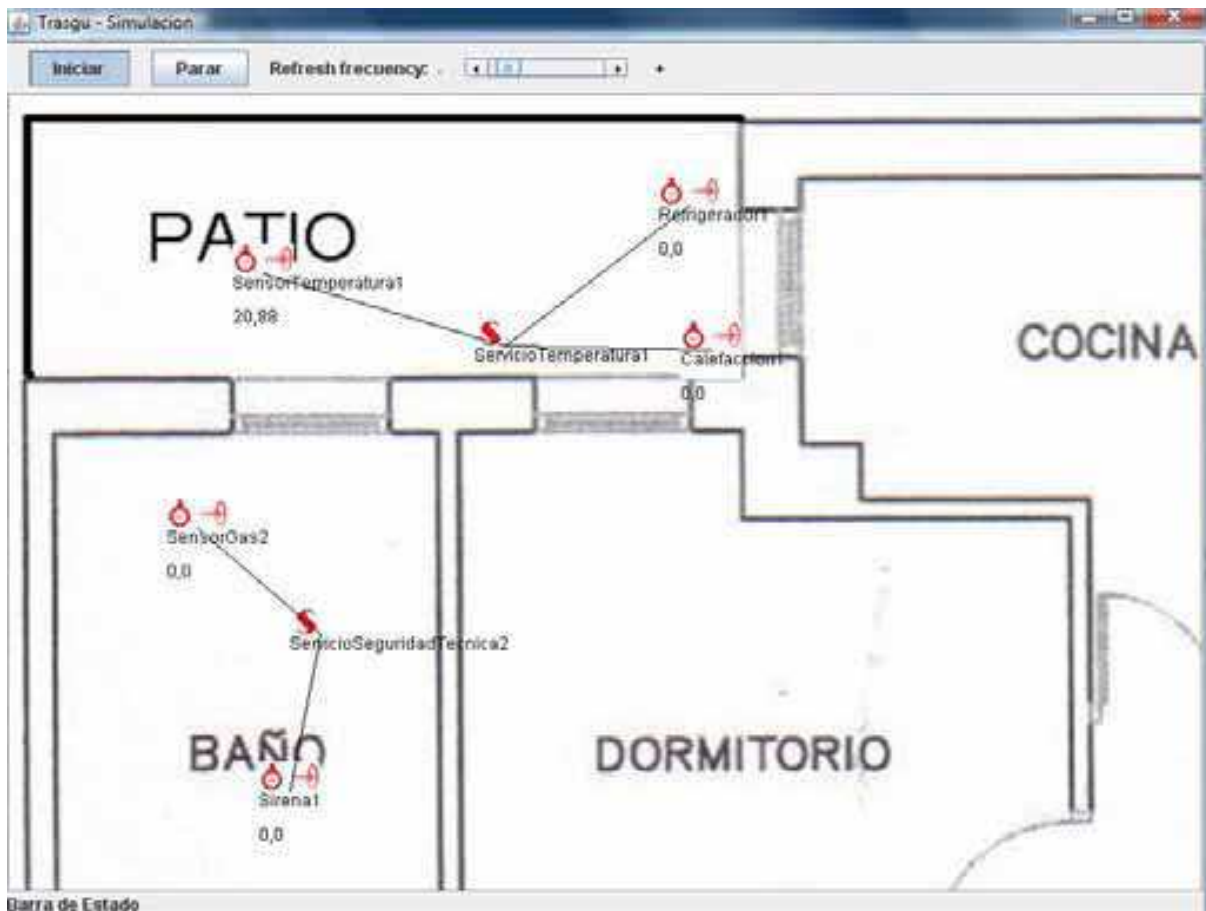 Trasgu - Simulacion
Iniciar Parar Refresh frecuency: - +
PATIO
Refrigerador1
0,0
SensorTemperatura1
20,88
ServicioTemperatura1
Calefaccion1
0,0
COCINA
SensorGas2
0,0
ServicioSeguridadTecnica2
BAÑO
DORMITORIO
Sirena1
0,0
Barra de Estado